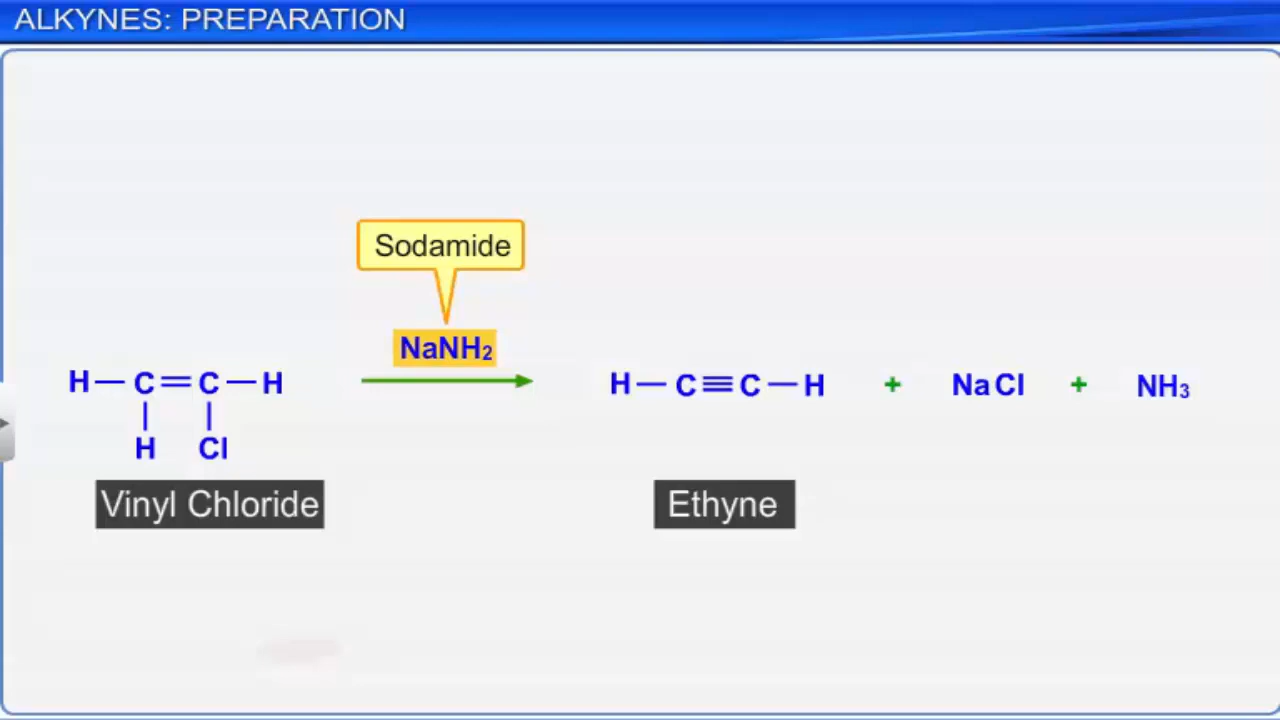 ALKYNES: PREPARATION
Sodamide
NaNH₂
H—C=C—H   H—C≡C—H + NaCl + NH₃
H Cl
Vinyl Chloride   Ethyne